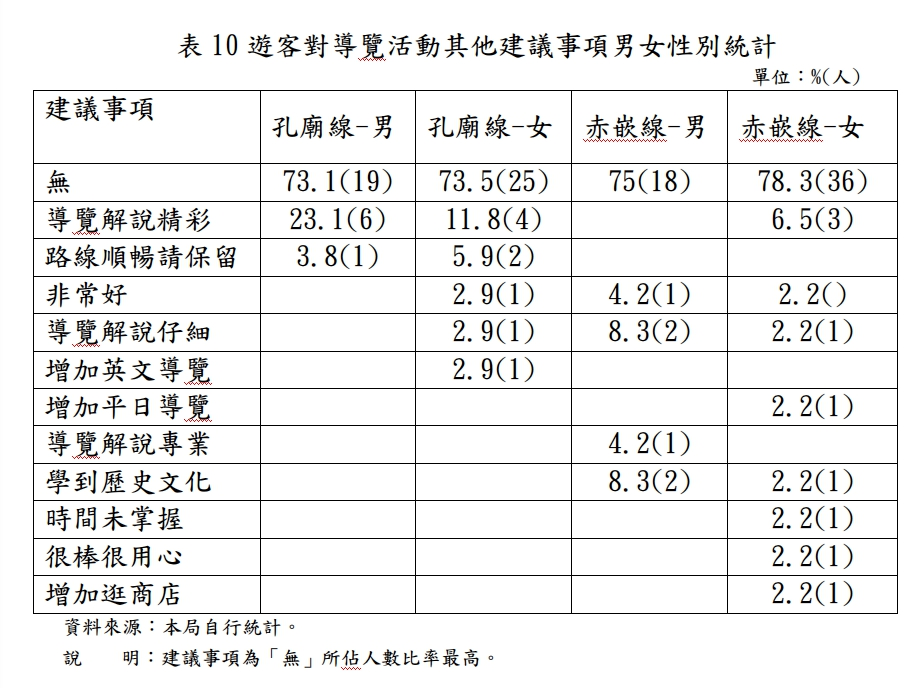 表 10 遊客對導覽活動其他建議事項男女性別統計
單位：%(人)
建議事項 孔廟線-男 孔廟線-女 赤嵌線-男 赤嵌線-女
無 73.1(19) 73.5(25) 75(18) 78.3(36)
導覽解說精彩 23.1(6) 11.8(4) 6.5(3)
路線順暢請保留 3.8(1) 5.9(2)
非常好 2.9(1) 4.2(1) 2.2()
導覽解說仔細 2.9(1) 8.3(2) 2.2(1)
增加英文導覽 2.9(1)
增加平日導覽 2.2(1)
導覽解說專業 4.2(1)
學到歷史文化 8.3(2) 2.2(1)
時間未掌握 2.2(1)
很棒很用心 2.2(1)
增加逛商店 2.2(1)
資料來源：本局自行統計。
說　　明：建議事項為「無」所佔人數比率最高。